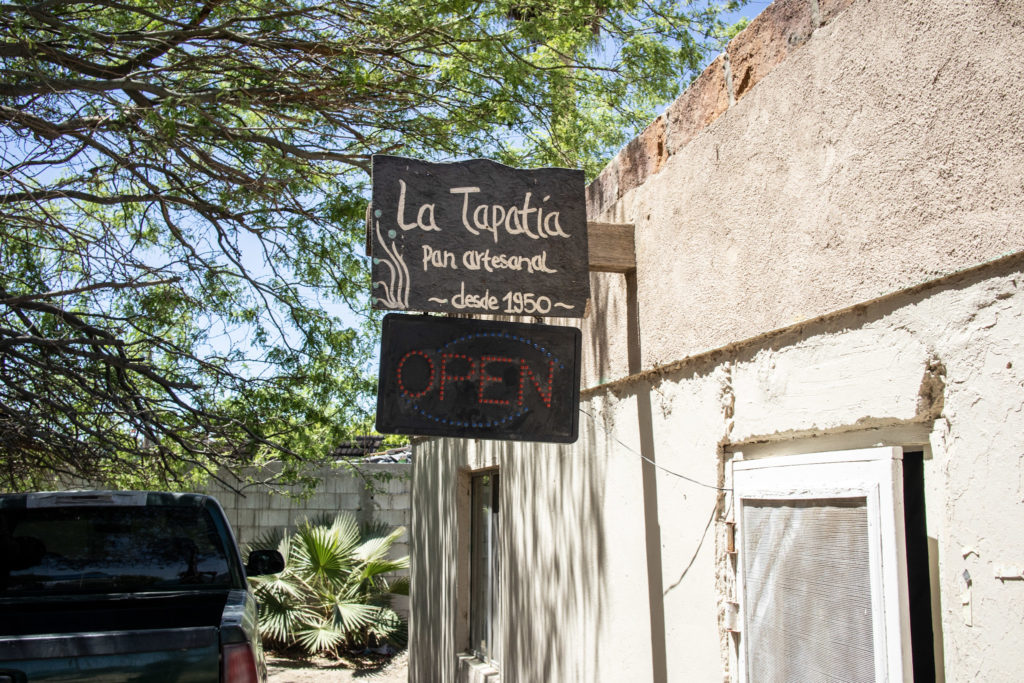 La Tapatía
Pan artesanal
~desde 1950~
OPEN